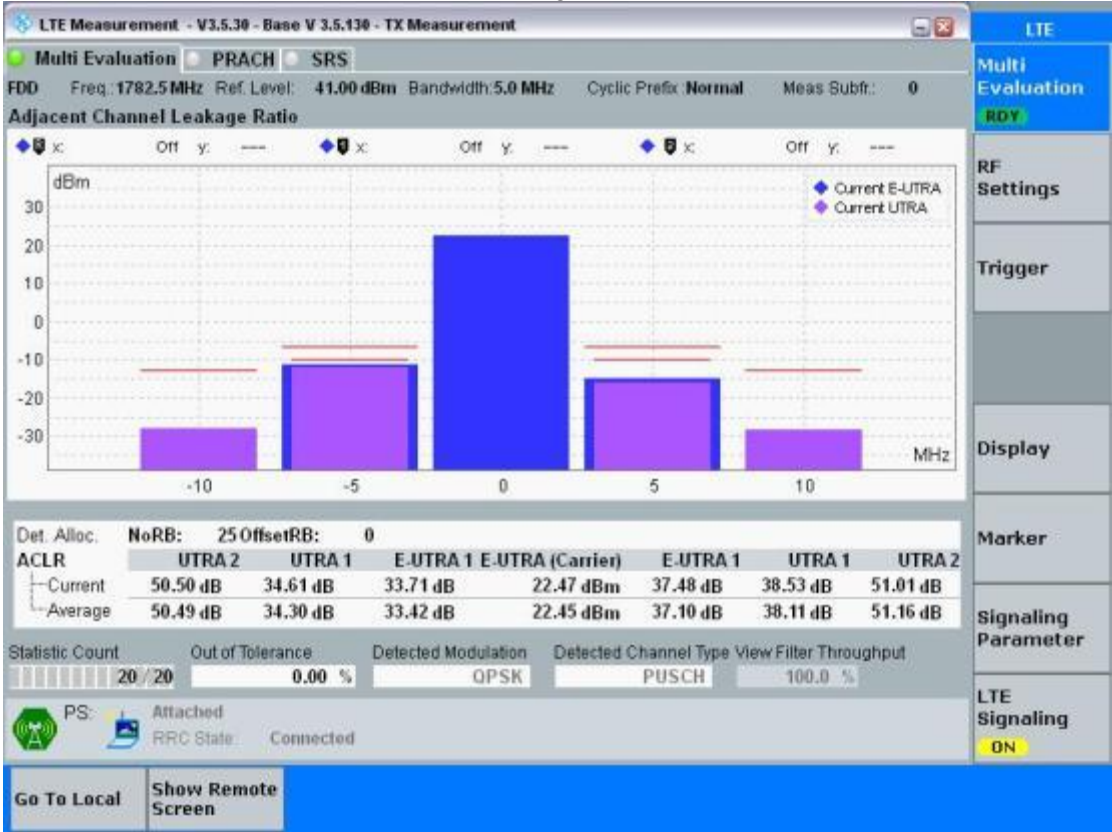 LTE Measurement - V3.5.30 - Base V 3.5.130 - TX Measurement
Multi Evaluation PRACH SRS
FDD Freq.: 1782.5 MHz Ref. Level: 41.00 dBm Bandwidth: 5.0 MHz Cyclic Prefix: Normal Meas Subfr.: 0
Adjacent Channel Leakage Ratio
x: Off y: --- x: Off y: --- x: Off y: ---
dBm
Current E-UTRA
Current UTRA
30
20
10
0
-10
-20
-30
MHz
-10 -5 0 5 10
Det. Alloc. NoRB: 25 OffsetRB: 0
ACLR UTRA 2 UTRA 1 E-UTRA 1 E-UTRA (Carrier) E-UTRA 1 UTRA 1 UTRA 2
Current 50.50 dB 34.61 dB 33.71 dB 22.47 dBm 37.48 dB 38.53 dB 51.01 dB
Average 50.49 dB 34.30 dB 33.42 dB 22.45 dBm 37.10 dB 38.11 dB 51.16 dB
Statistic Count Out of Tolerance Detected Modulation Detected Channel Type View Filter Throughput
20 / 20 0.00 % QPSK PUSCH 100.0 %
PS: Attached
RRC State: Connected
LTE
Multi
Evaluation
RDY
RF
Settings
Trigger
Display
Marker
Signaling
Parameter
LTE
Signaling
ON
Go To Local
Show Remote
Screen